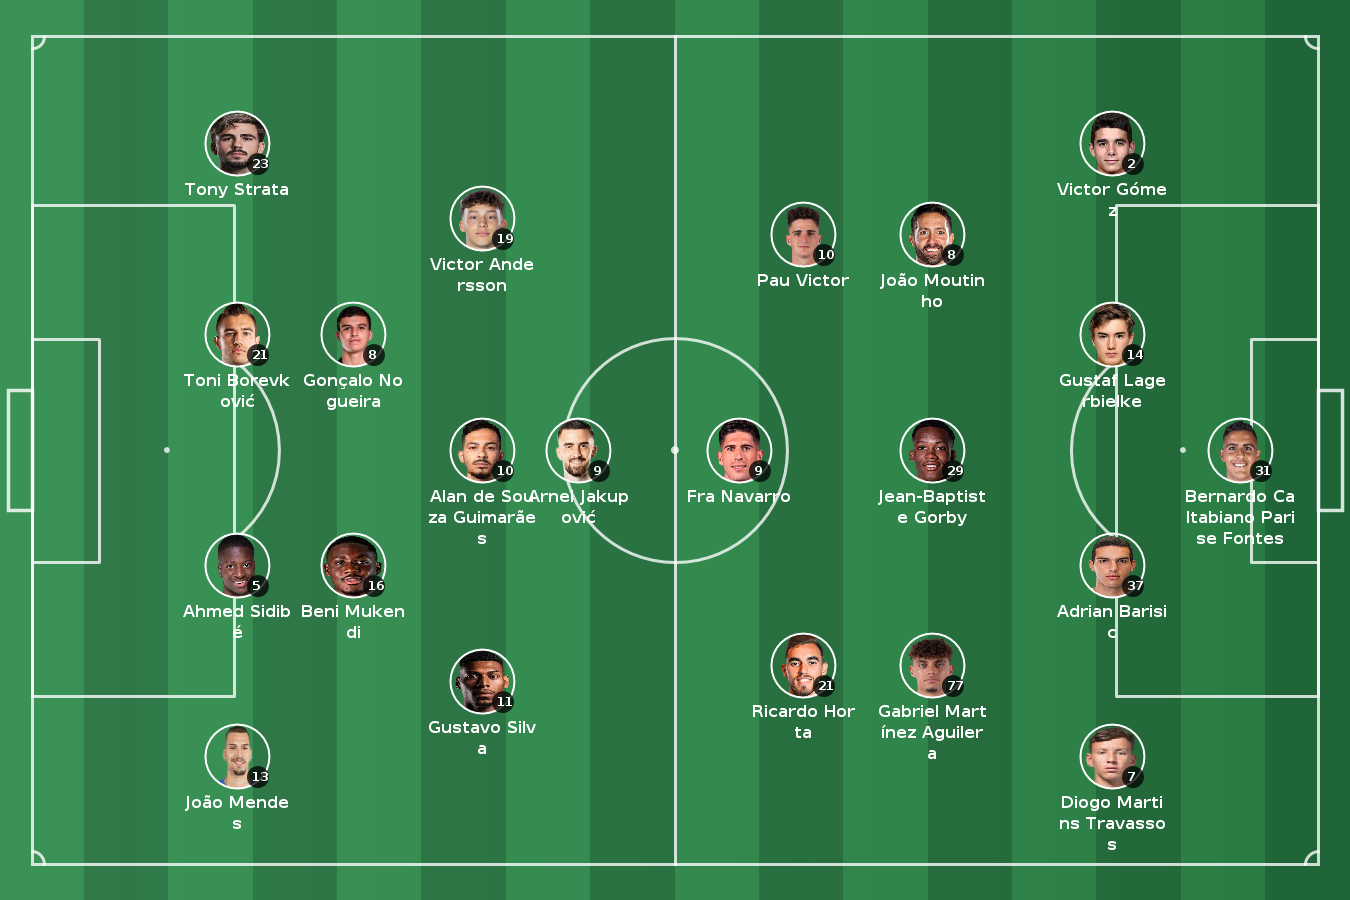 23
Tony Strata
2
Victor Góme
z
19
Victor Ande
rsson
10
Pau Victor
8
João Moutin
ho
21
Toni Borevk
ović
8
Gonçalo No
gueira
14
Gustaf Lage
rbielke
10
Alan de Sou
za Guimarãe
s
9
Arnel Jakup
ović
9
Fra Navarro
29
Jean-Baptist
e Gorby
31
Bernardo Ca
ltabiano Pari
se Fontes
5
Ahmed Sidib
é
16
Beni Muken
di
37
Adrian Barisi
c
11
Gustavo Silv
a
21
Ricardo Hor
ta
77
Gabriel Mart
ínez Aguiler
a
13
João Mende
s
7
Diogo Marti
ns Travasso
s